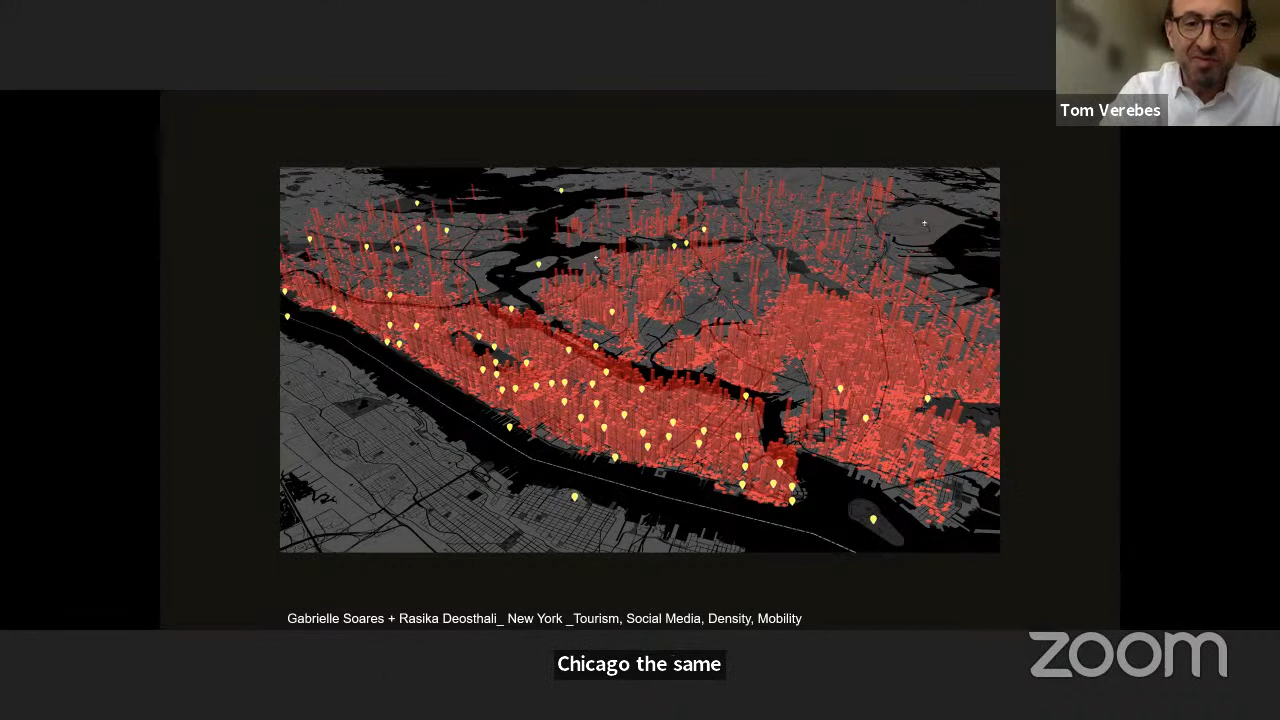 Tom Verebes
Gabrielle Soares + Rasika Deosthali_ New York _Tourism, Social Media, Density, Mobility
Chicago the same
zoom